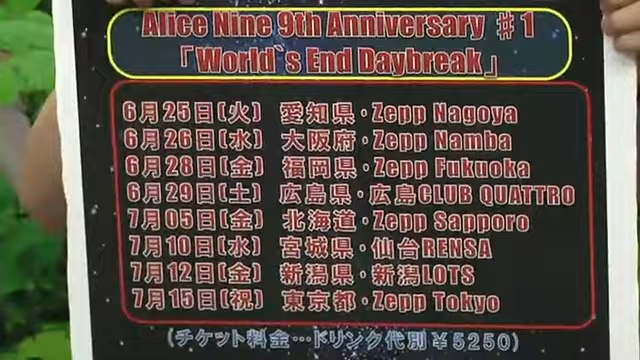 Alice Nine 9th Anniversary #1
「World`s End Daybreak」
6月25日(火) 愛知県・Zepp Nagoya
6月26日(水) 大阪府・Zepp Namba
6月28日(金) 福岡県・Zepp Fukuoka
6月29日(土) 広島県・広島CLUB QUATTRO
7月05日(金) 北海道・Zepp Sapporo
7月10日(水) 宮城県・仙台RENSA
7月12日(金) 新潟県・新潟LOTS
7月15日(祝) 東京都・Zepp Tokyo
(チケット料金…ドリンク代別￥5250)